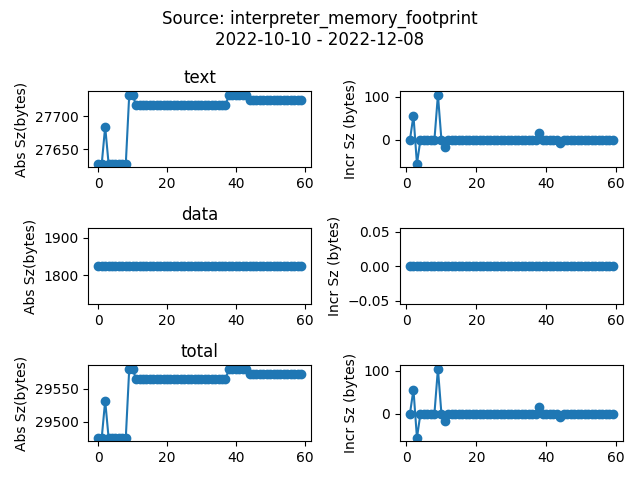 Source: interpreter_memory_footprint
2022-10-10 - 2022-12-08
text
Abs Sz(bytes)
27700
27650
0 20 40 60
Incr Sz (bytes)
100
0
0 20 40 60
data
Abs Sz(bytes)
1900
1800
0 20 40 60
Incr Sz (bytes)
0.05
0.00
−0.05
0 20 40 60
total
Abs Sz(bytes)
29550
29500
0 20 40 60
Incr Sz (bytes)
100
0
0 20 40 60